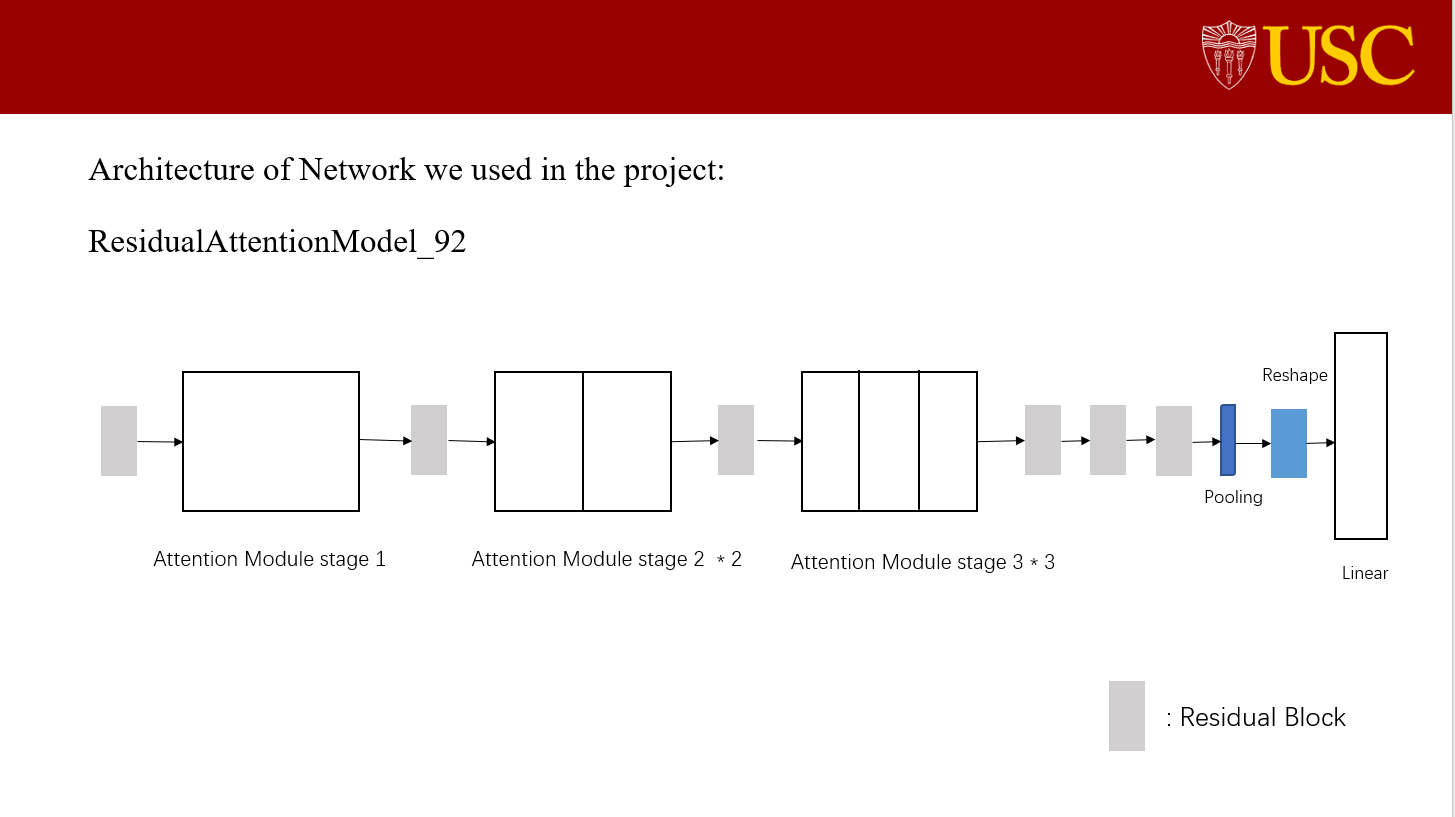 USC
Architecture of Network we used in the project:
ResidualAttentionModel_92
Reshape
Pooling
Attention Module stage 1
Attention Module stage 2 * 2
Attention Module stage 3 * 3
Linear
: Residual Block